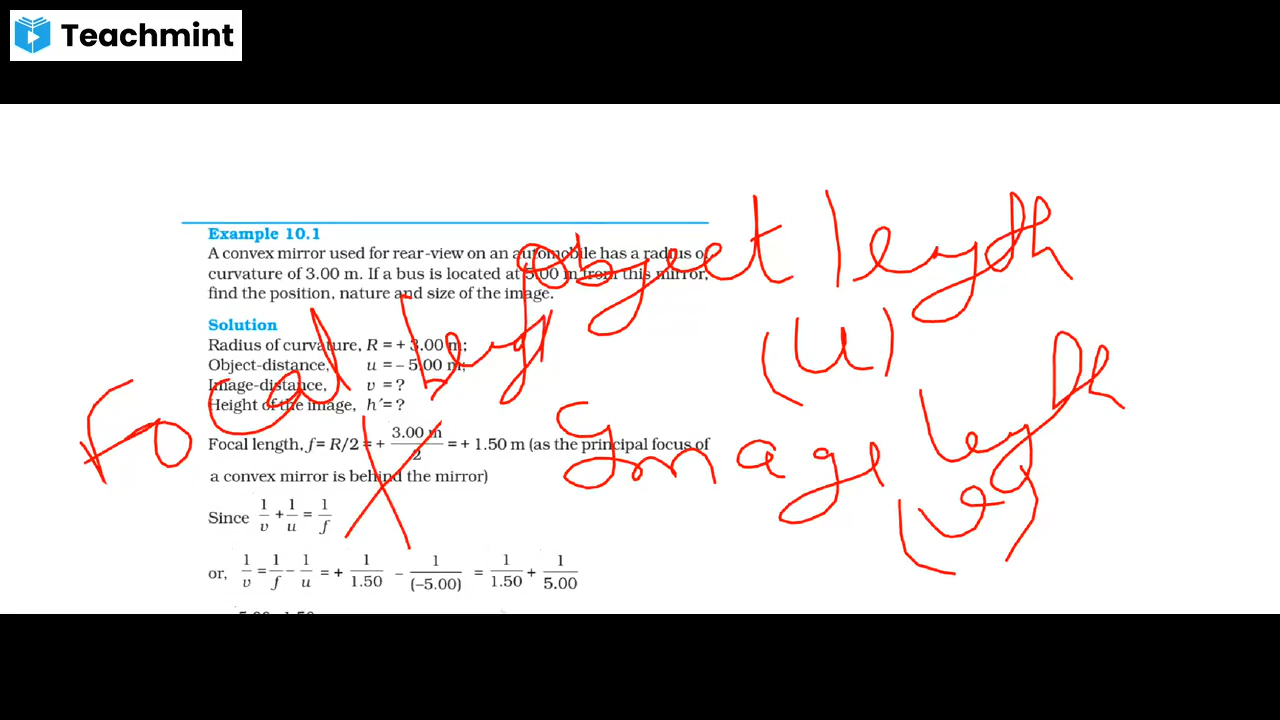 Teachmint
Example 10.1
A convex mirror used for rear-view on an automobile has a radius of
curvature of 3.00 m. If a bus is located at 5.00 m from this mirror,
find the position, nature and size of the image.
Solution
Radius of curvature, R = + 3.00 m;
Object-distance, u = – 5.00 m;
Image-distance, v = ?
Height of the image, h′= ?
Focal length, f = R/2 = + 3.00 m / 2 = + 1.50 m (as the principal focus of
a convex mirror is behind the mirror)
Since 1/v + 1/u = 1/f
or, 1/v = 1/f – 1/u = + 1/1.50 – 1/(–5.00) = 1/1.50 + 1/5.00
object length
(u)
Focal
Image length
(v)